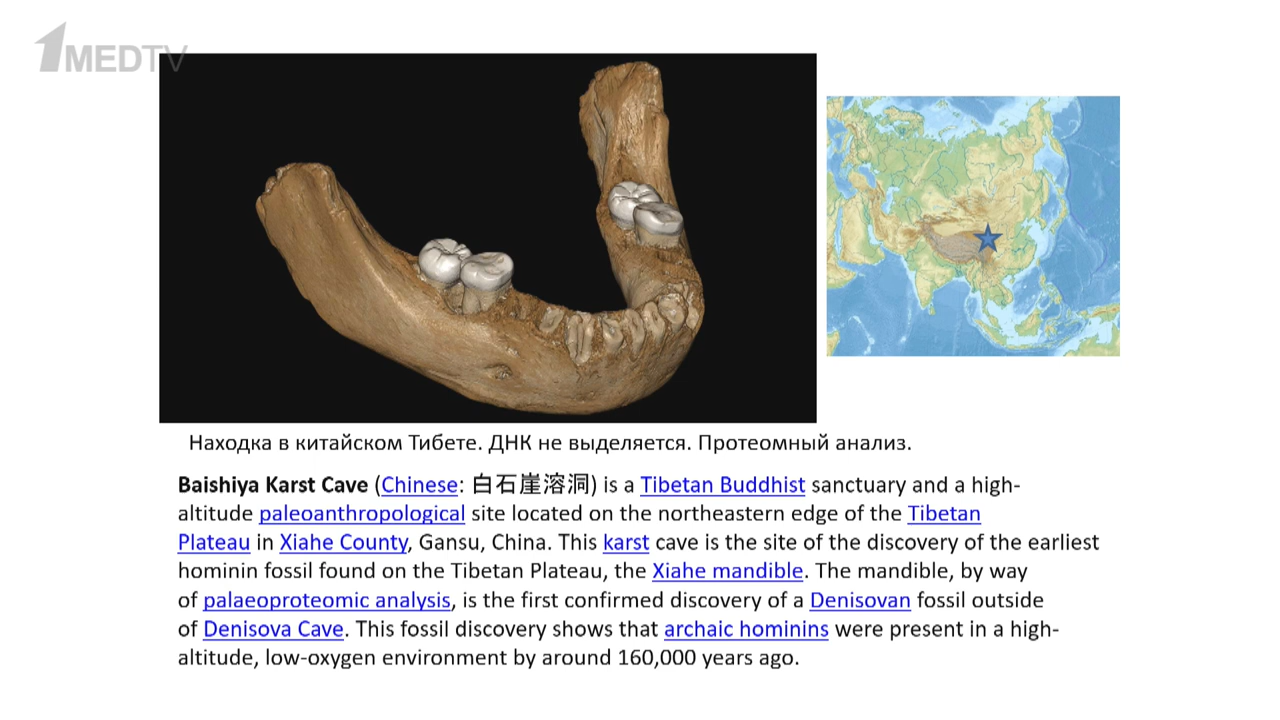 1MEDTV
Находка в китайском Тибете. ДНК не выделяется. Протеомный анализ.
Baishiya Karst Cave (Chinese: 白石崖溶洞) is a Tibetan Buddhist sanctuary and a high-
altitude paleoanthropological site located on the northeastern edge of the Tibetan
Plateau in Xiahe County, Gansu, China. This karst cave is the site of the discovery of the earliest
hominin fossil found on the Tibetan Plateau, the Xiahe mandible. The mandible, by way
of palaeoproteomic analysis, is the first confirmed discovery of a Denisovan fossil outside
of Denisova Cave. This fossil discovery shows that archaic hominins were present in a high-
altitude, low-oxygen environment by around 160,000 years ago.